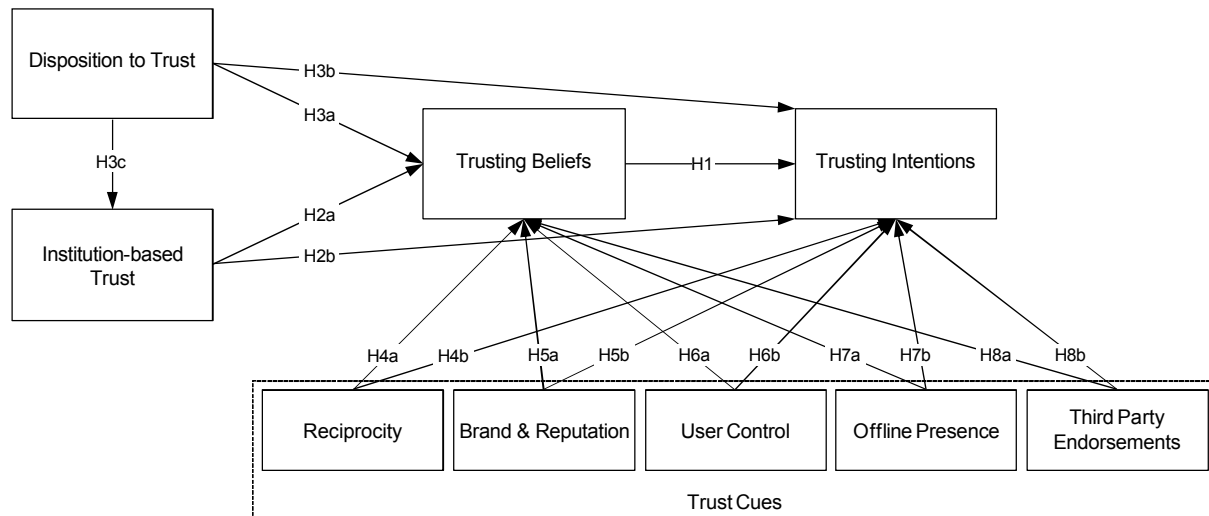 Disposition to Trust
H3b
H3a
H3c
Trusting Beliefs
H1
Trusting Intentions
H2a
Institution-based
Trust
H2b
H4a
H4b
H5a
H5b
H6a
H6b
H7a
H7b
H8a
H8b
Reciprocity
Brand & Reputation
User Control
Offline Presence
Third Party
Endorsements
Trust Cues